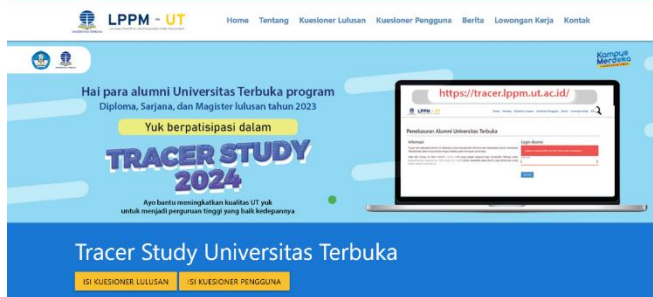 LPPM - UT
Home Tentang Kuesioner Lulusan Kuesioner Pengguna Berita Lowongan Kerja Kontak
Kampus
Merdeka
Hai para alumni Universitas Terbuka program
Diploma, Sarjana, dan Magister lulusan tahun 2023
Yuk berpatisipasi dalam
TRACER STUDY
2024
Ayo bantu meningkatkan kualitas UT yuk
untuk menjadi perguruan tinggi yang baik kedepannya
https://tracer.lppm.ut.ac.id/
LPPM - UT
Penelusuran Alumni Universitas Terbuka
Informasi
Login Alumni
Tracer Study Universitas Terbuka
ISI KUESIONER LULUSAN
ISI KUESIONER PENGGUNA